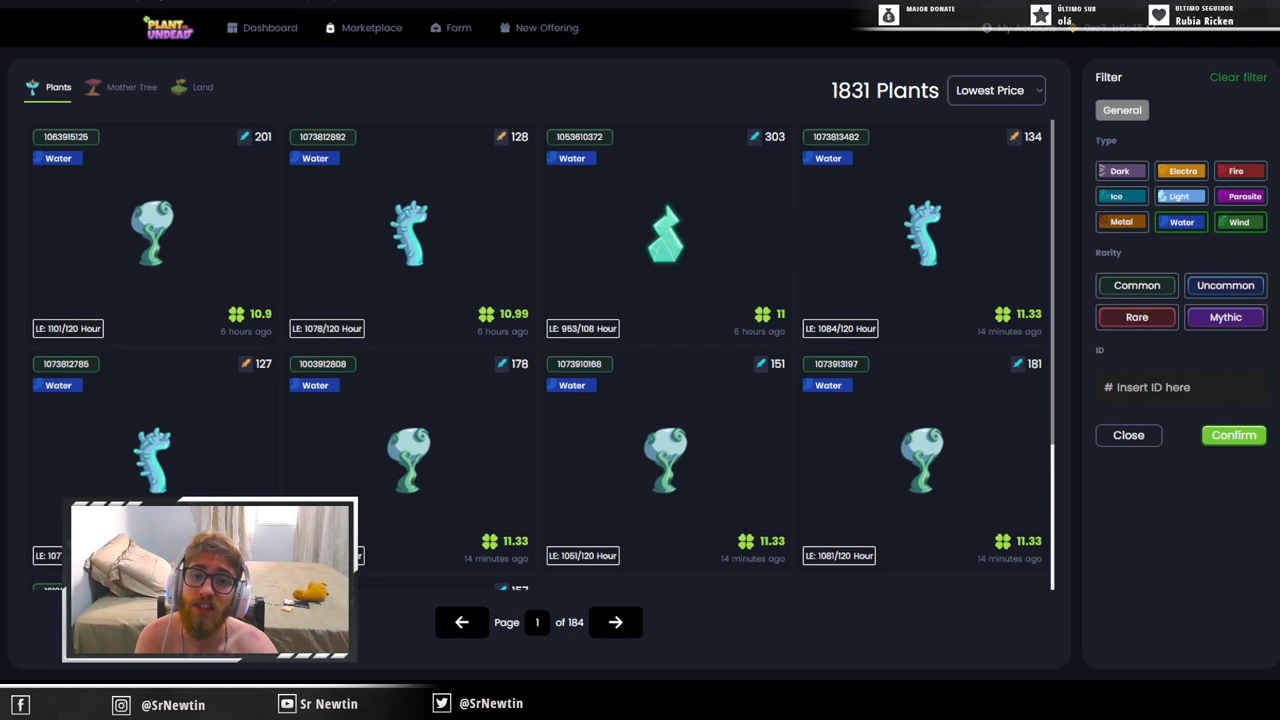 MAIOR DONATE
ÚLTIMO SUB
olá
ULTIMO SEGUIDOR
Rubia Ricken
PLANT
UNDEAD
Dashboard
Marketplace
Farm
New Offering
Plants
Mother Tree
Land
1831 Plants
Lowest Price
1063915125
201
Water
10.9
LE: 1101/120 Hour
6 hours ago
1073812892
128
Water
10.99
LE: 1078/120 Hour
6 hours ago
1053610372
303
Water
11
LE: 953/108 Hour
6 hours ago
1073813482
134
Water
11.33
LE: 1084/120 Hour
14 minutes ago
1073812785
127
Water
1003912808
178
Water
11.33
14 minutes ago
1073910168
151
Water
11.33
LE: 1051/120 Hour
14 minutes ago
1073913197
181
Water
11.33
LE: 1081/120 Hour
14 minutes ago
Page 1 of 184
Filter
Clear filter
General
Type
Dark
Electro
Fire
Ice
Light
Parasite
Metal
Water
Wind
Rarity
Common
Uncommon
Rare
Mythic
ID
# Insert ID here
Close
Confirm
@SrNewtin
Sr Newtin
@SrNewtin